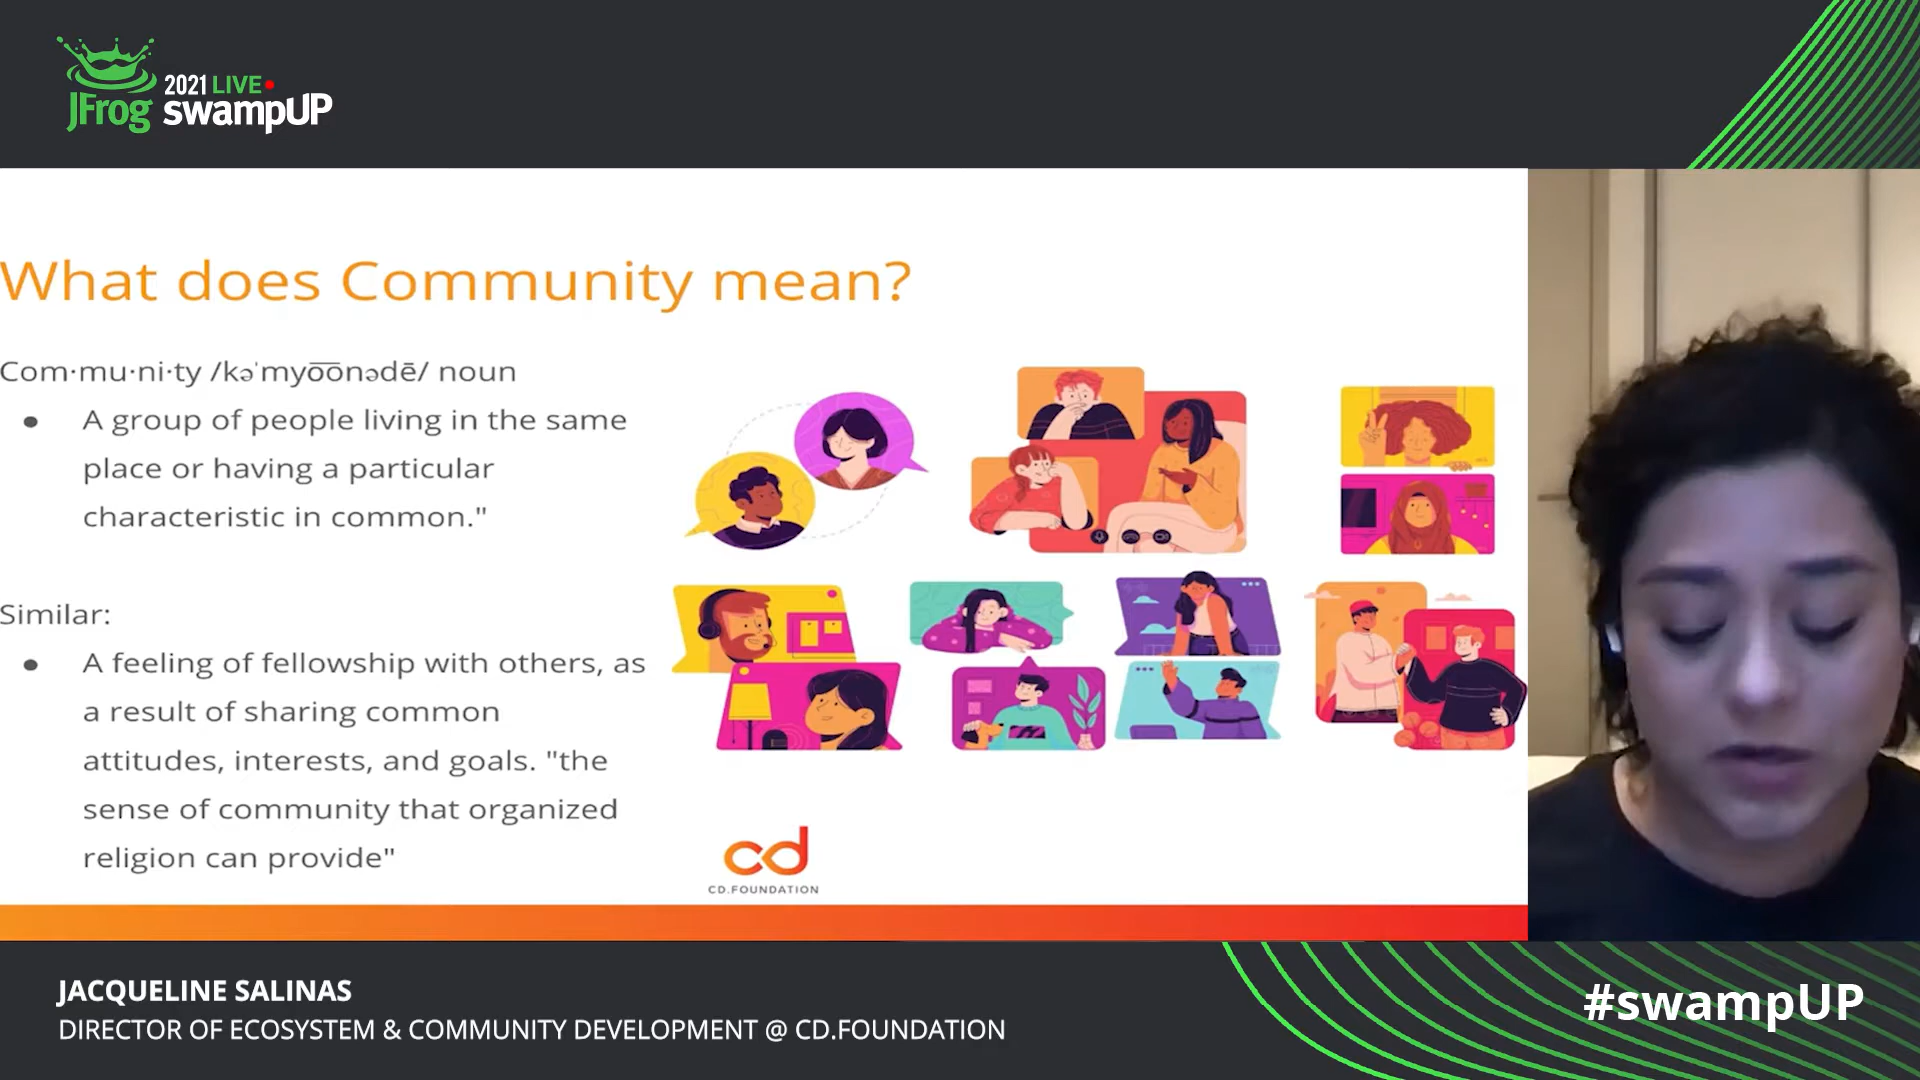 2021 LIVE
JFrog swampUP
What does Community mean?
Com·mu·ni·ty /kəˈmyo͞onədē/ noun
● A group of people living in the same
place or having a particular
characteristic in common."
Similar:
● A feeling of fellowship with others, as
a result of sharing common
attitudes, interests, and goals. "the
sense of community that organized
religion can provide"
cd
CD.FOUNDATION
JACQUELINE SALINAS
DIRECTOR OF ECOSYSTEM & COMMUNITY DEVELOPMENT @ CD.FOUNDATION
#swampUP